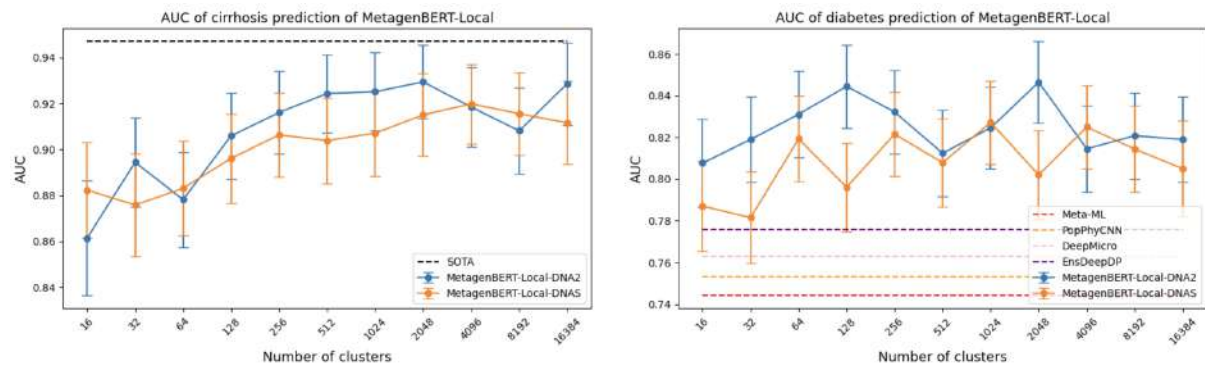 AUC of cirrhosis prediction of MetagenBERT-Local
AUC
0.94
0.92
0.90
0.88
0.86
0.84
SOTA
MetagenBERT-Local-DNA2
MetagenBERT-Local-DNAS
16
32
64
128
256
512
1024
2048
4096
8192
16384
Number of clusters
AUC of diabetes prediction of MetagenBERT-Local
AUC
0.86
0.84
0.82
0.80
0.78
0.76
0.74
Meta-ML
PopPhyCNN
DeepMicro
EnsDeepDP
MetagenBERT-Local-DNA2
MetagenBERT-Local-DNAS
16
32
64
128
256
512
1024
2048
4096
8192
16384
Number of clusters